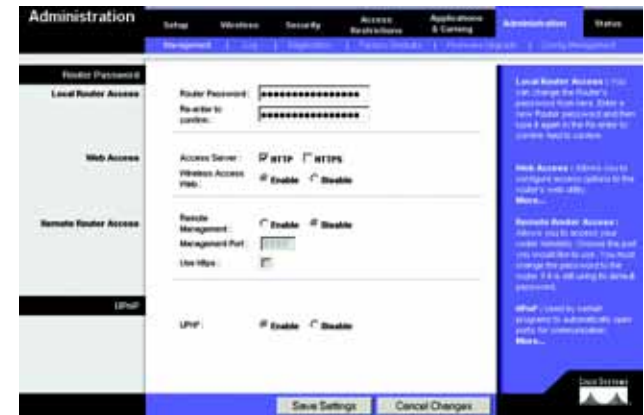 Administration
Setup Wireless Security Access Restrictions Applications & Gaming Administration Status
Management | Log | Diagnostics | Factory Defaults | Firmware Upgrade | Config Management
Router Password
Local Router Access
Router Password :
Re-enter to confirm :
Web Access
Access Server : HTTP HTTPS
Wireless Access Web : Enable Disable
Remote Router Access
Remote Management : Enable Disable
Management Port :
Use https :
UPnP
UPnP : Enable Disable
Save Settings Cancel Changes
Local Router Access : You
can change the Router's
password from here. Enter a
new Router password and then
type it again in the Re-enter to
confirm field to confirm.
Web Access : Allows you to
configure access options to the
router's web utility.
More...
Remote Router Access :
Allows you to access your
router remotely. Choose the port
you would like to use. You must
change the password to the
router if it is still using its default
password.
UPnP : Used by certain
programs to automatically open
ports for communication.
More...
Cisco Systems